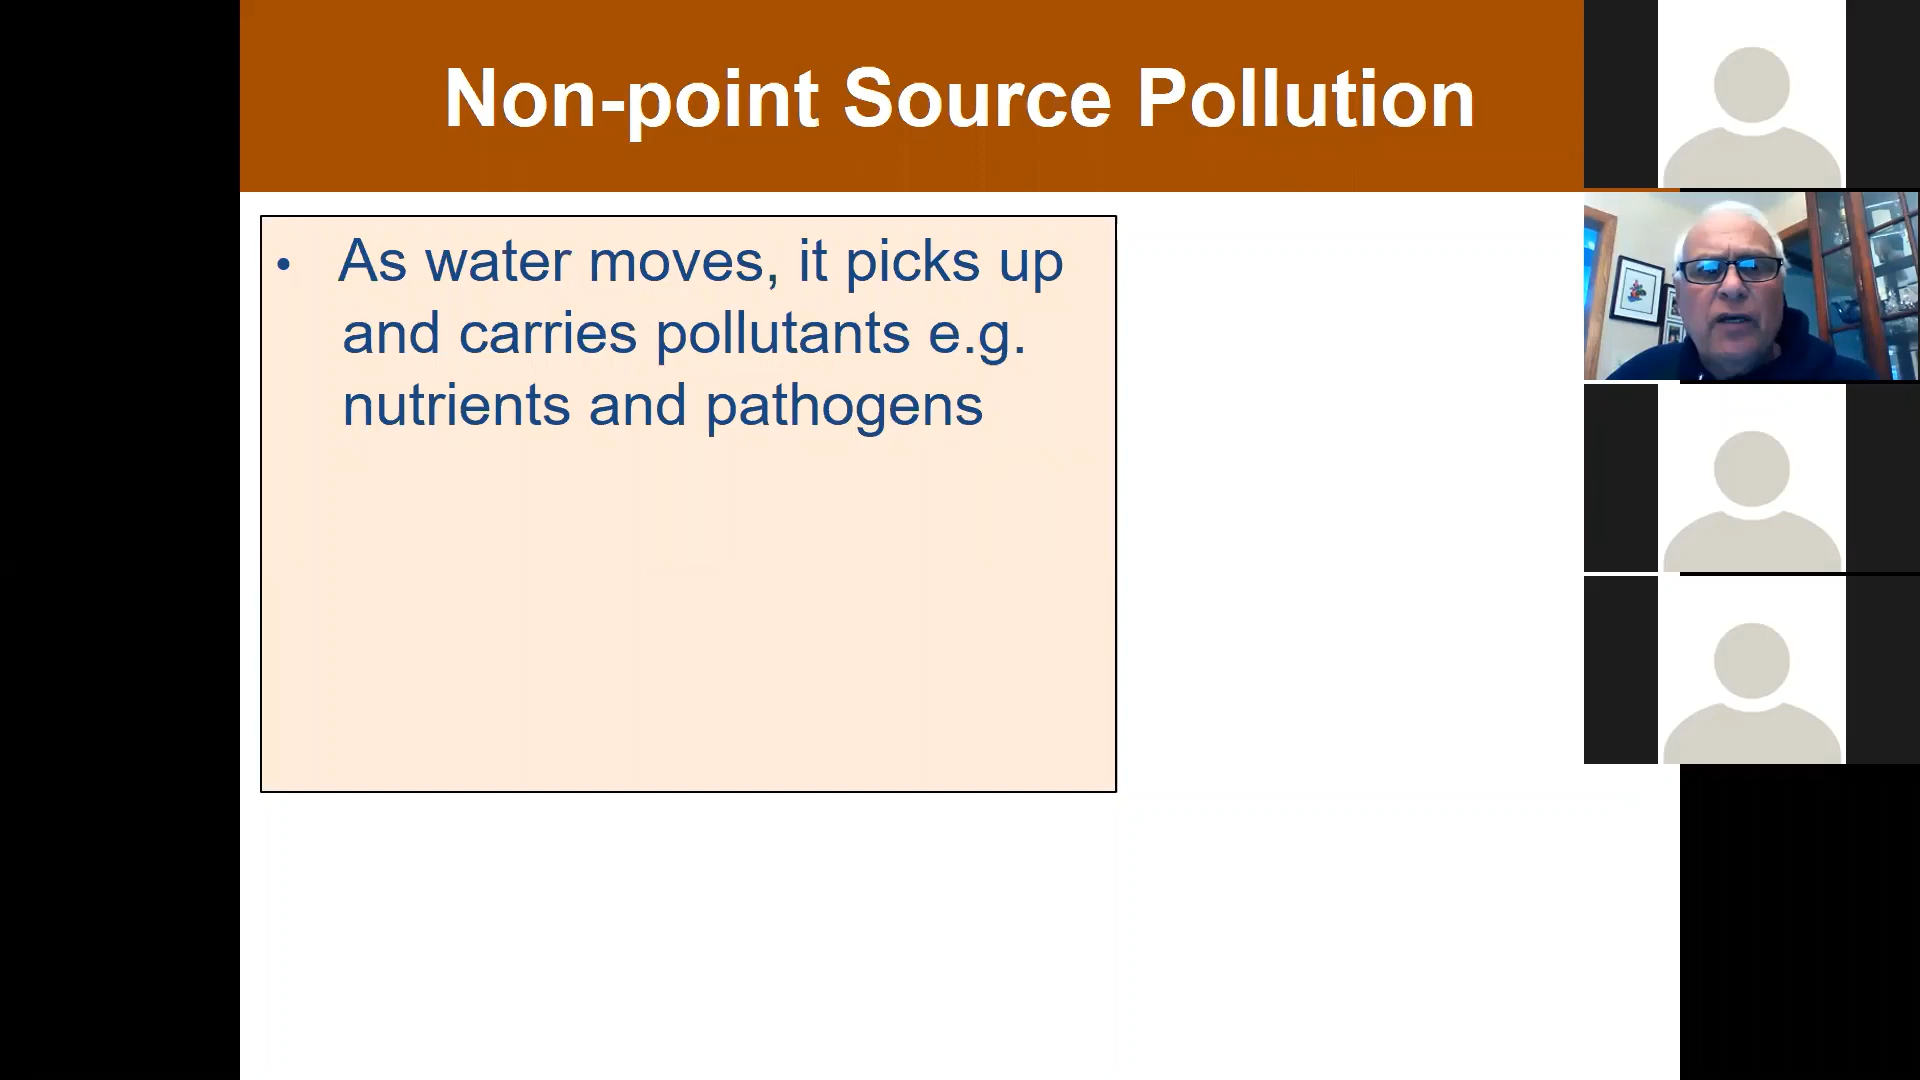 Non-point Source Pollution
• As water moves, it picks up
and carries pollutants e.g.
nutrients and pathogens